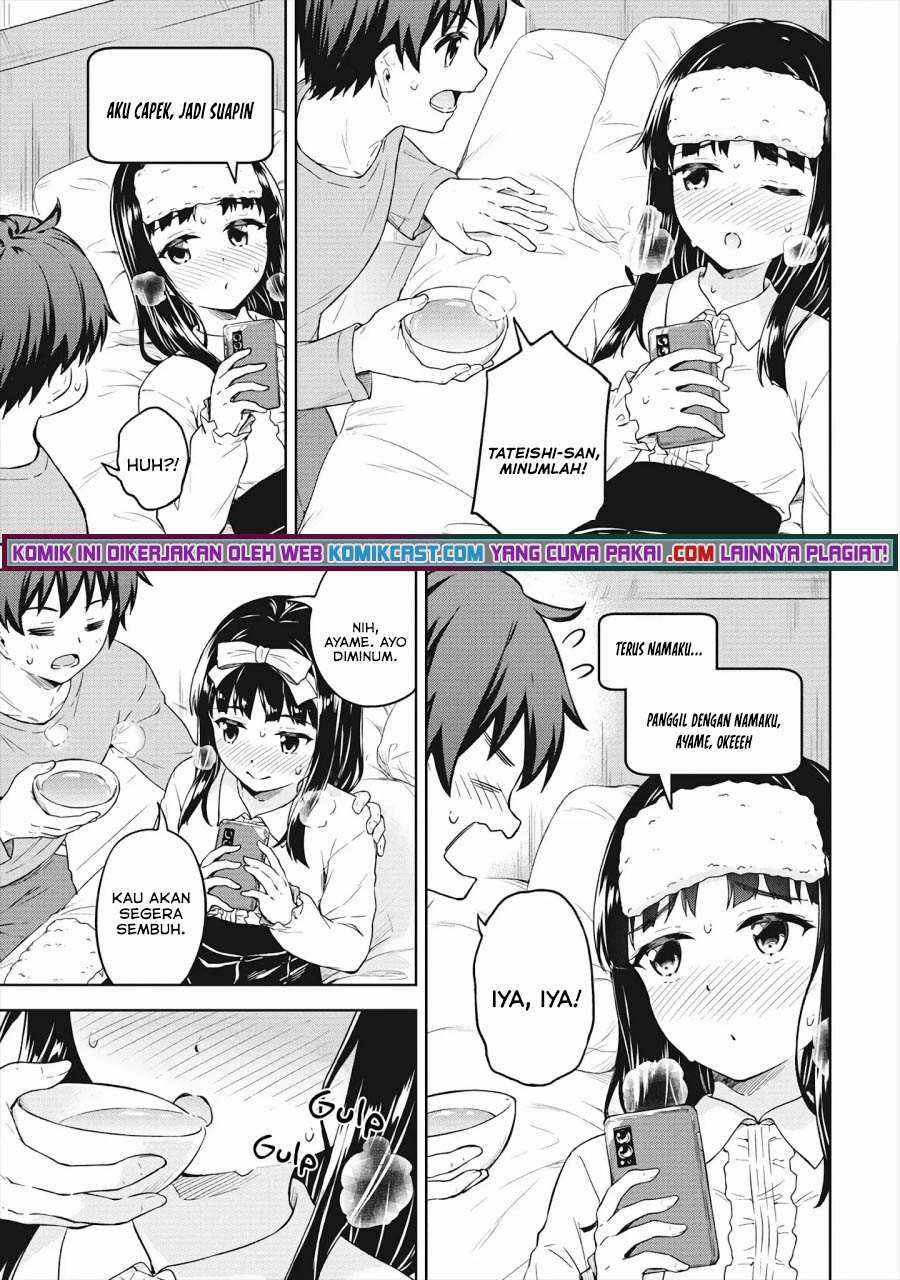 TATEISHI-SAN,
MINUMLAH!
AKU CAPEK, JADI SUAPIN
HUH?!
KOMIK INI DIKERJAKAN OLEH WEB KOMIKCAST.COM YANG CUMA PAKAI .COM LAINNYA PLAGIAT!
TERUS NAMAKU...
PANGGIL DENGAN NAMAKU,
AYAME, OKEEEH
IYA, IYA!
NIH,
AYAME. AYO
DIMINUM.
KAU AKAN
SEGERA
SEMBUH.
GULP
GULP